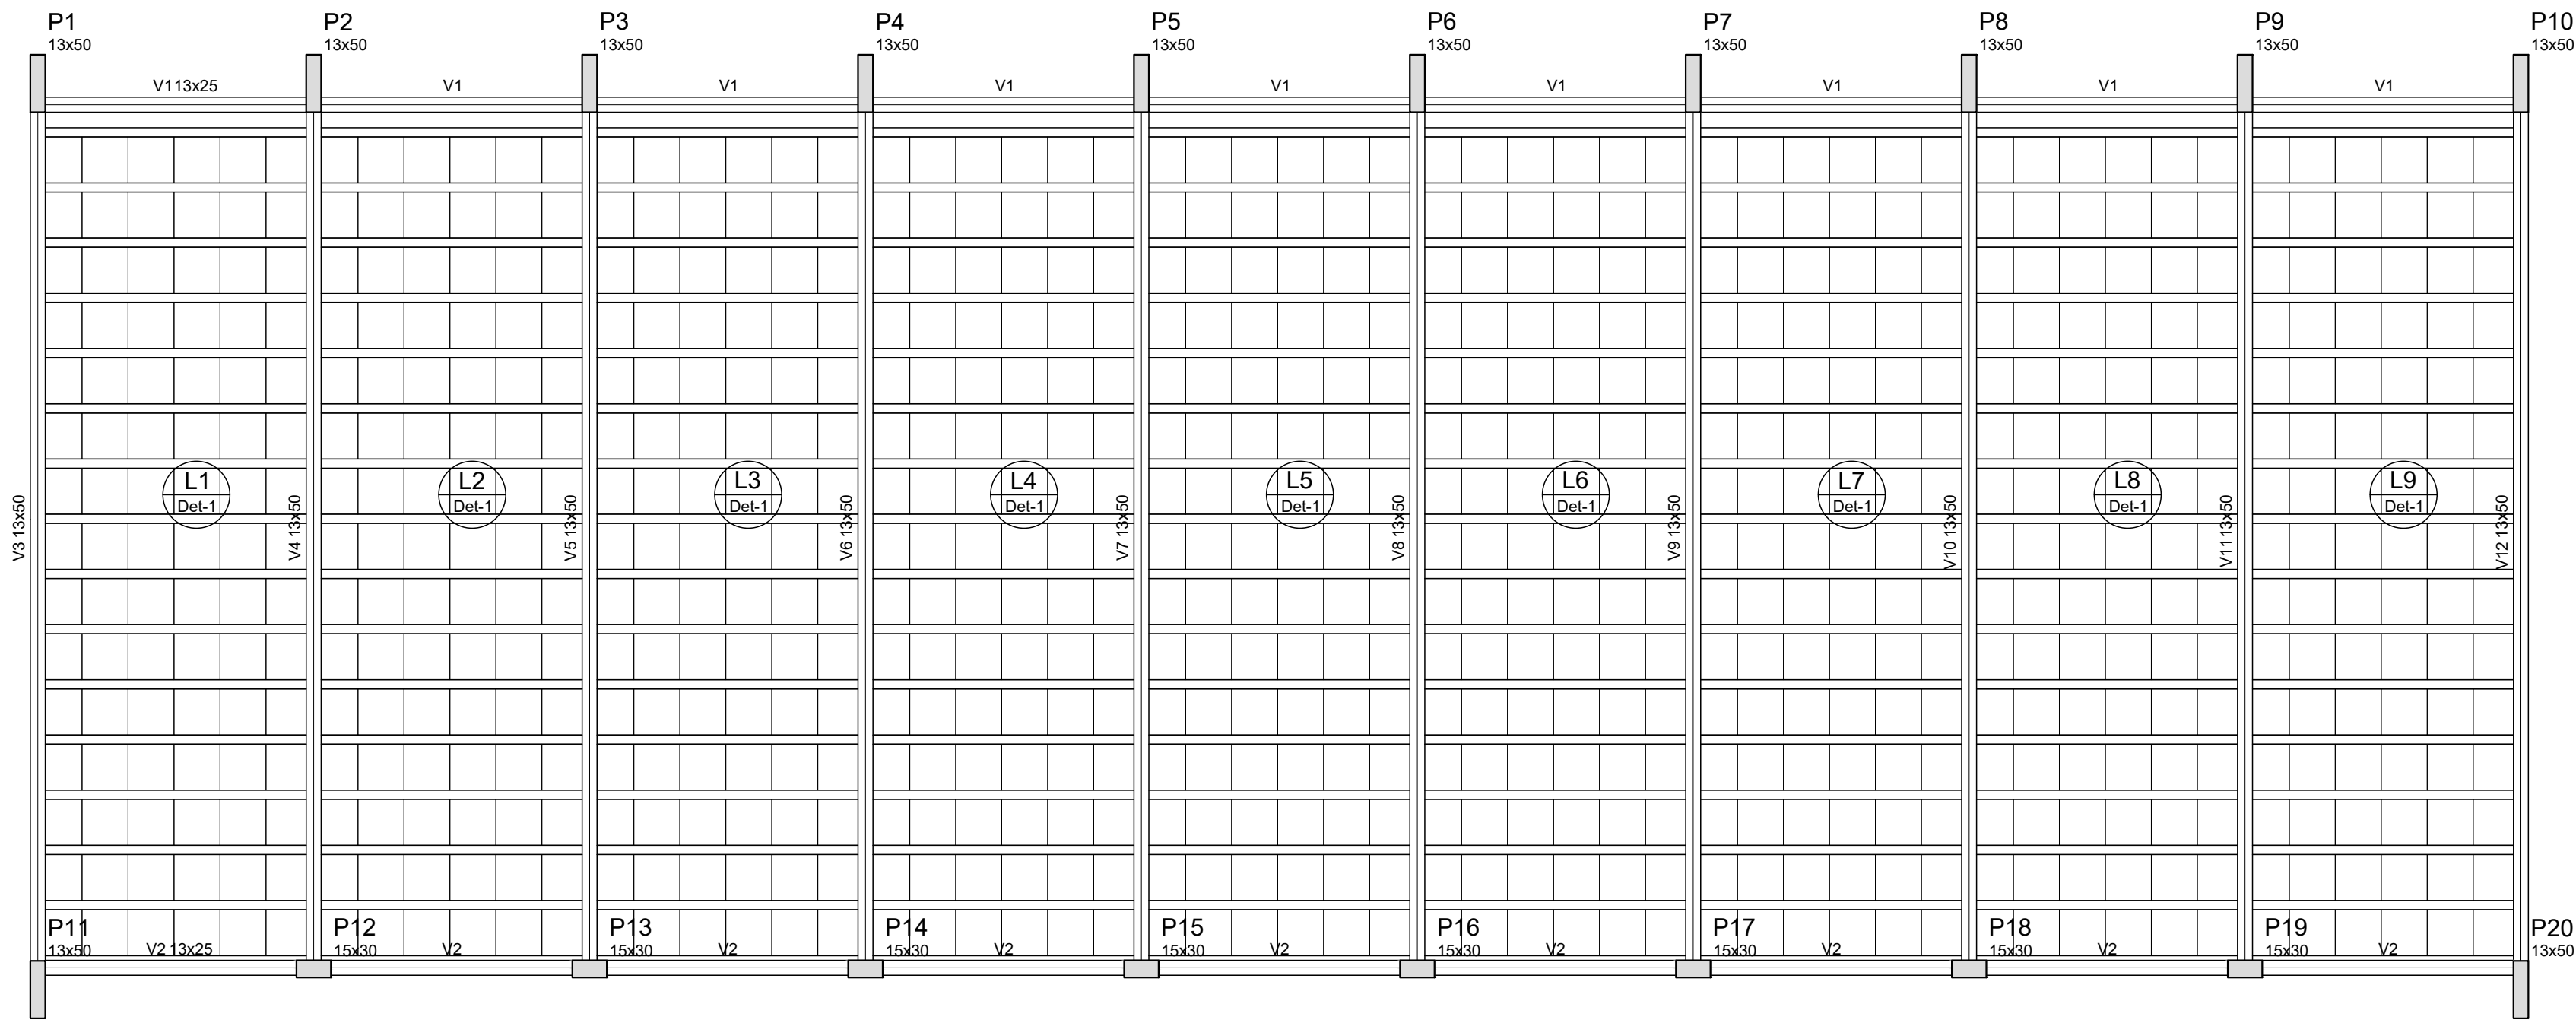 P1 P2 P3 P4 P5 P6 P7 P8 P9 P10
13x50 13x50 13x50 13x50 13x50 13x50 13x50 13x50 13x50 13x50
V1 13x25 V1 V1 V1 V1 V1 V1 V1 V1
L1 L2 L3 L4 L5 L6 L7 L8 L9
Det-1 Det-1 Det-1 Det-1 Det-1 Det-1 Det-1 Det-1 Det-1
V3 13x50
V4 13x50
V5 13x50
V6 13x50
V7 13x50
V8 13x50
V9 13x50
V10 13x50
V11 13x50
V12 13x50
P11 P12 P13 P14 P15 P16 P17 P18 P19 P20
13x50 15x30 15x30 15x30 15x30 15x30 15x30 15x30 15x30 13x50
V2 13x25 V2 V2 V2 V2 V2 V2 V2 V2